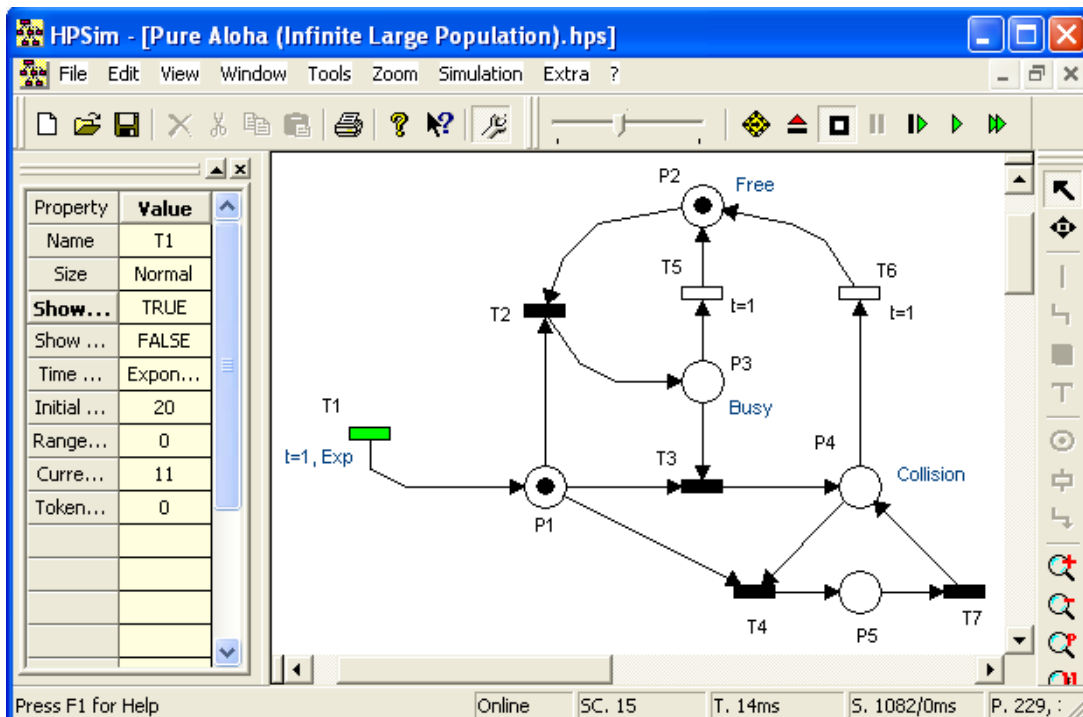 HPSim - [Pure Aloha (Infinite Large Population).hps]
File Edit View Window Tools Zoom Simulation Extra ?
Property Value
Name T1
Size Normal
Show... TRUE
Show ... FALSE
Time ... Expon...
Initial ... 20
Range... 0
Curre... 11
Token... 0
P2 Free
T5 T6
T2 t=1 t=1
P3
Busy
T1
t=1, Exp
T3 P4
Collision
P1
T4 P5 T7
Press F1 for Help Online SC. 15 T. 14ms S. 1082/0ms P. 229, :